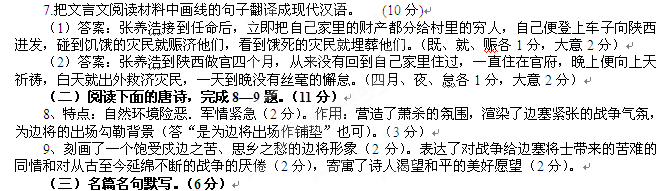 7.把文言文阅读材料中画线的句子翻译成现代汉语。 (10 分)
(1)答案:张养浩接到任命后,立即把自己家里的财产都分给村里的穷人,自己便登上车子向陕西
进发,碰到饥饿的灾民就赈济他们,看到饿死的灾民就埋葬他们。(既、就、赈各 1 分,大意 2 分)
(2)答案:张养浩到陕西做官四个月,从来没有回到自己家里住过,一直住在官府,晚上便向上天
祈祷,白天就出外救济灾民,一天到晚没有丝毫的懈怠。(四月、夜、怠各 1 分,大意 2 分)
(二)阅读下面的唐诗,完成 8—9 题。(11 分)
8、特点:自然环境险恶.军情紧急(2 分)。作用:营造了萧杀的氛围,渲染了边塞紧张的战争气氛,
为边将的出场勾勒背景(答“是为边将出场作铺垫”也可)。(3 分)
9、刻画了一个饱受戍边之苦、思乡之愁的边将形象(2 分)。表达了对战争给边塞将士带来的苦难的
同情和对从古至今延绵不断的战争的厌倦(2 分),寄寓了诗人渴望和平的美好愿望(2 分)。
(三)名篇名句默写。(6 分)